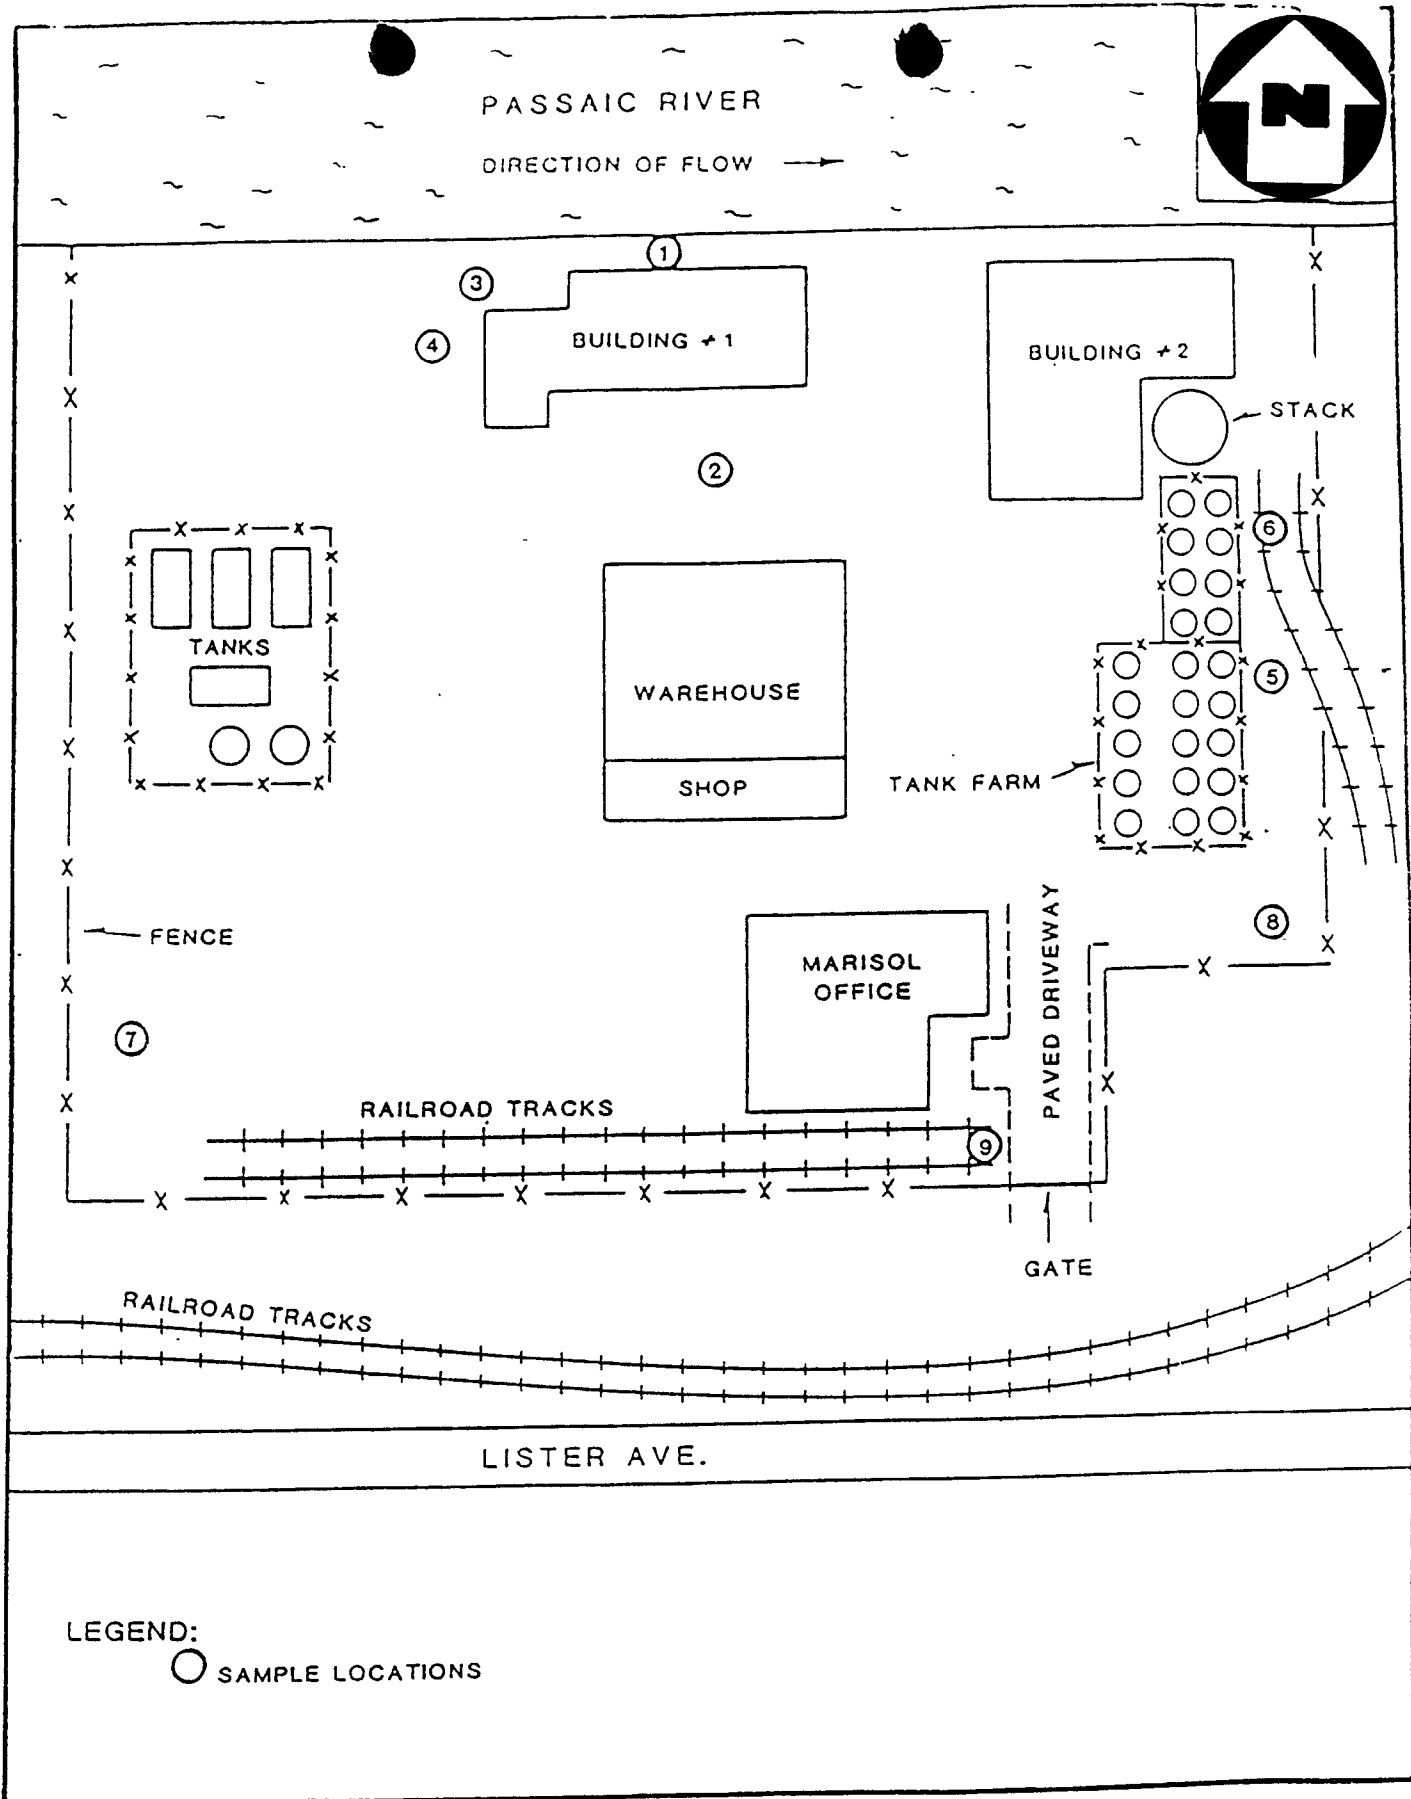 N
PASSAIC RIVER
DIRECTION OF FLOW
1
3
4
BUILDING #1
BUILDING #2
STACK
2
6
TANKS
5
WAREHOUSE
SHOP
TANK FARM
FENCE
8
MARISOL
OFFICE
PAVED DRIVEWAY
7
RAILROAD TRACKS
9
GATE
RAILROAD TRACKS
LISTER AVE.
LEGEND:
SAMPLE LOCATIONS